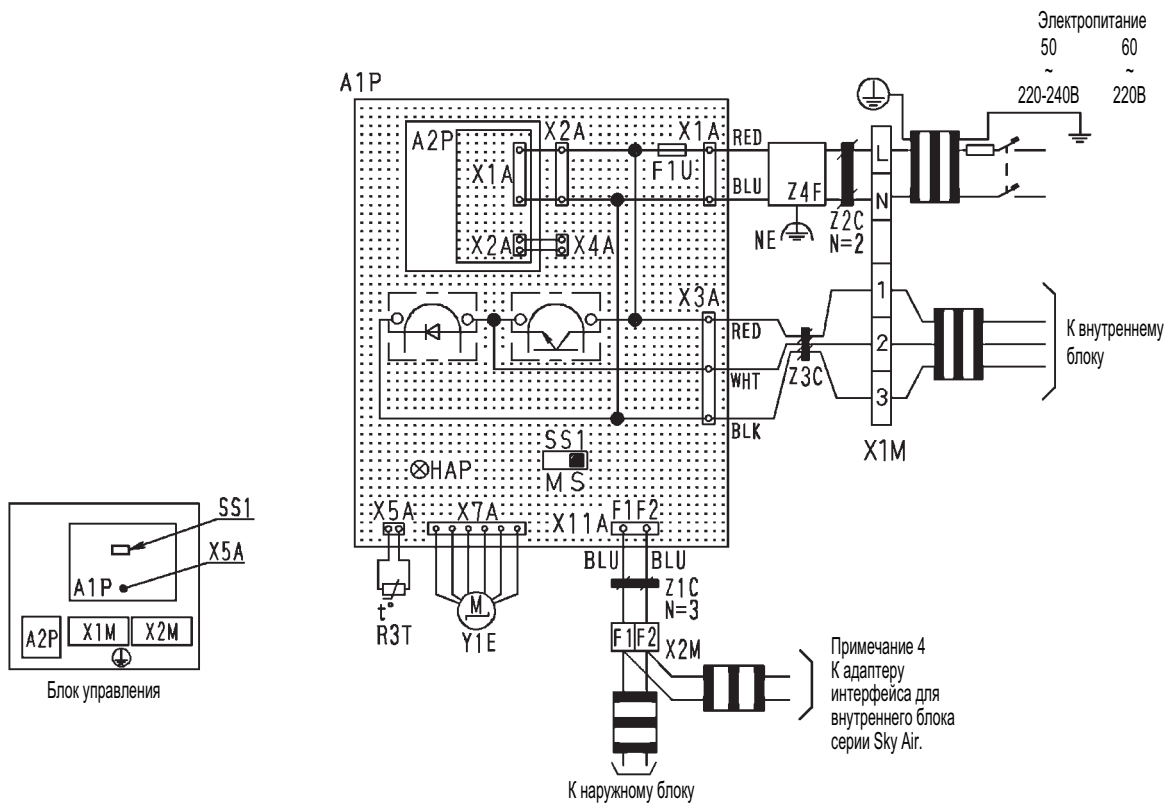 Электропитание
50 60
~ ~
220-240В 220В
A1P
A2P
X2A
X1A
RED
X1A
F1U
BLU
Z4F
L
N
Z2C
N=2
NE
X2A
X4A
X3A
RED
WHT
Z3C
BLK
1
2
3
X1M
К внутреннему
блоку
SS1
M S
HAP
X5A
X7A
X11A
F1F2
BLU BLU
Z1C
N=3
t°
R3T
M
Y1E
F1 F2
X2M
Примечание 4
К адаптеру
интерфейса для
внутреннего блока
серии Sky Air.
К наружному блоку
SS1
X5A
A1P
A2P
X1M
X2M
Блок управления